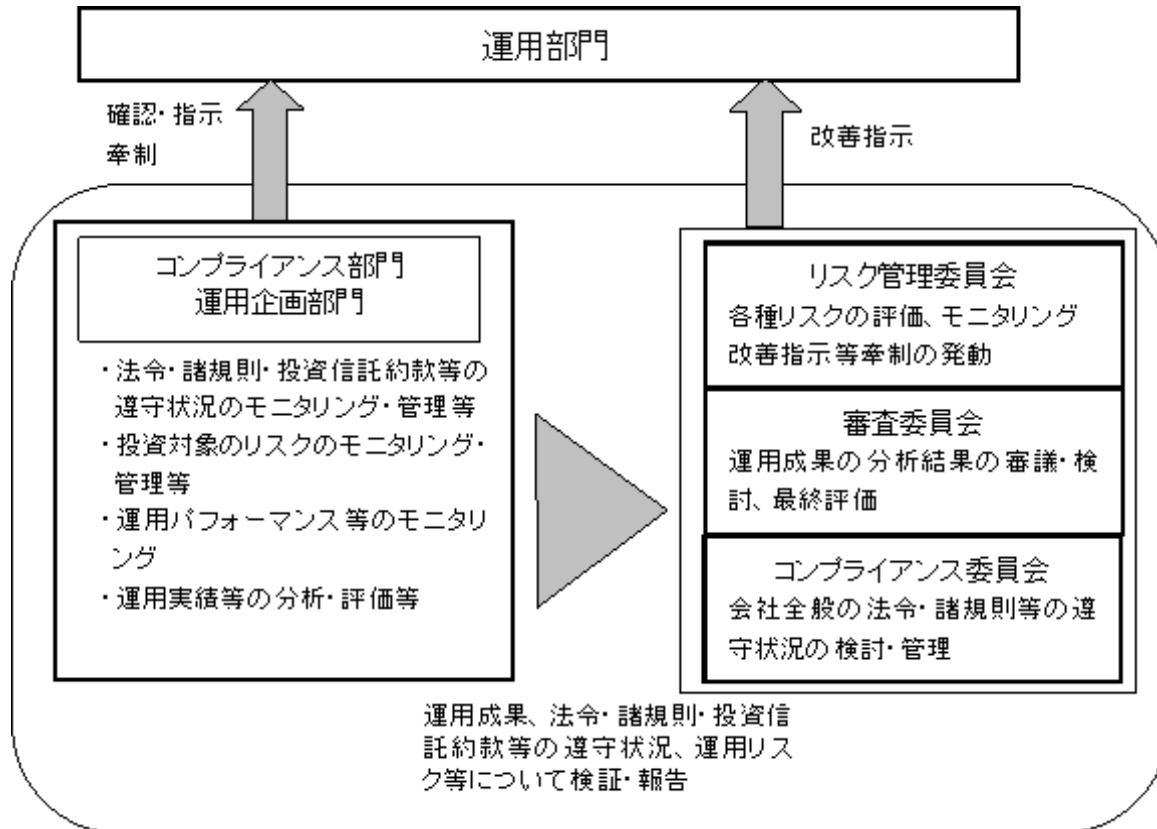 運用部門
確認・指示
牽制
改善指示
コンプライアンス部門
運用企画部門
・法令・諸規則・投資信託約款等の
遵守状況のモニタリング・管理等
・投資対象のリスクのモニタリング・
管理等
・運用パフォーマンス等のモニタリ
ング
・運用実績等の分析・評価等
リスク管理委員会
各種リスクの評価、モニタリング
改善指示等牽制の発動
審査委員会
運用成果の分析結果の審議・検
討、最終評価
コンプライアンス委員会
会社全般の法令・諸規則等の遵
守状況の検討・管理
運用成果、法令・諸規則・投資信
託約款等の遵守状況、運用リス
ク等について検証・報告